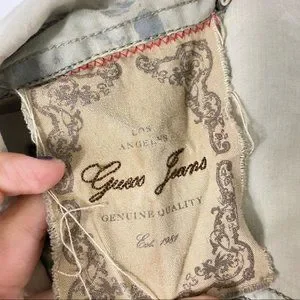 LOS
ANGELES
Guess Jeans
GENUINE QUALITY
Est. 1981